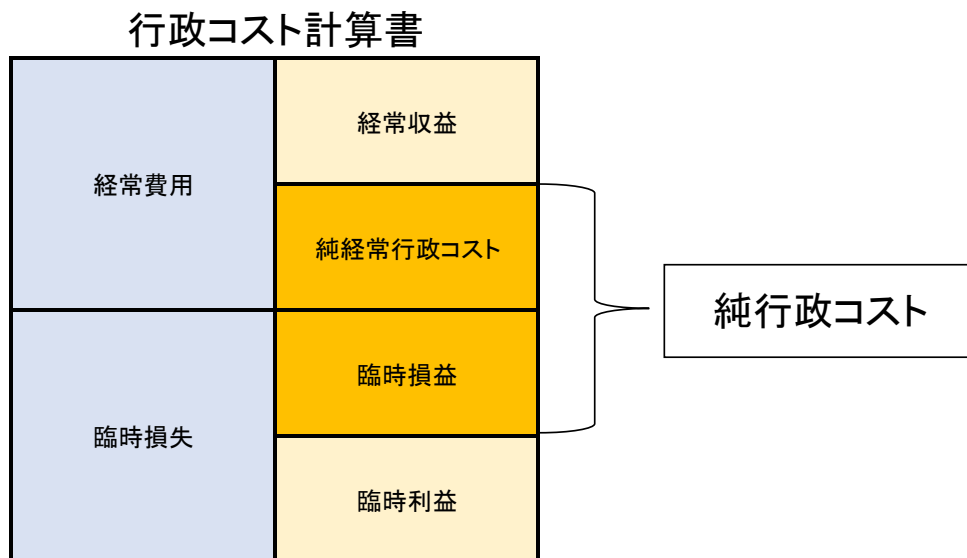 行政コスト計算書
経常費用
経常収益
純経常行政コスト
純行政コスト
臨時損失
臨時損益
臨時利益